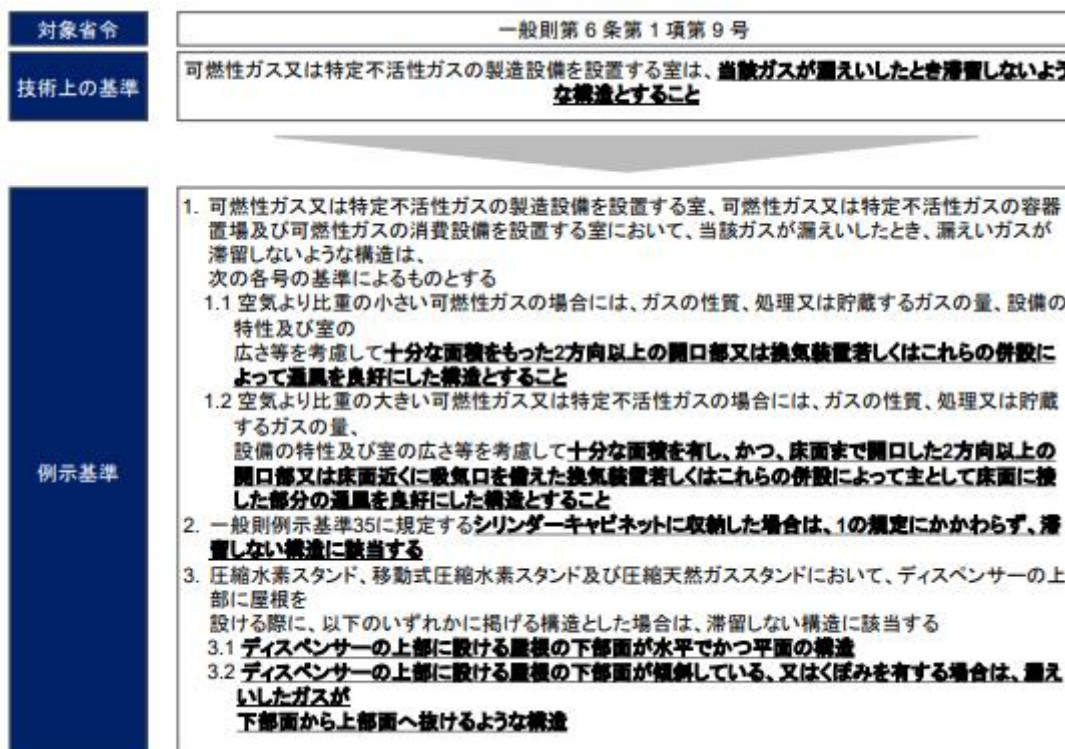 対象省令
一般則第6条第1項第9号
技術上の基準
可燃性ガス又は特定不活性ガスの製造設備を設置する室は、当該ガスが漏えいしたとき滞留しないよう
な構造とすること
例示基準
1. 可燃性ガス又は特定不活性ガスの製造設備を設置する室、可燃性ガス又は特定不活性ガスの容器
置場及び可燃性ガスの消費設備を設置する室において、当該ガスが漏えいしたとき、漏えいガスが
滞留しないような構造は、
次の各号の基準によるものとする
1.1 空気より比重の小さい可燃性ガスの場合には、ガスの性質、処理又は貯蔵するガスの量、設備の
特性及び室の
広さ等を考慮して十分な面積をもった2方向以上の開口部又は換気装置若しくはこれらの併設に
よって通風を良好にした構造とすること
1.2 空気より比重の大きい可燃性ガス又は特定不活性ガスの場合には、ガスの性質、処理又は貯蔵
するガスの量、
設備の特性及び室の広さ等を考慮して十分な面積を有し、かつ、床面まで開口した2方向以上の
開口部又は床面近くに吸気口を備えた換気装置若しくはこれらの併設によって主として床面に接
した部分の通風を良好にした構造とすること
2. 一般則例示基準35に規定するシリンダーキャビネットに収納した場合は、1の規定にかかわらず、滞
留しない構造に該当する
3. 圧縮水素スタンド、移動式圧縮水素スタンド及び圧縮天然ガススタンドにおいて、ディスペンサーの上
部に屋根を
設ける際に、以下のいずれかに掲げる構造とした場合は、滞留しない構造に該当する
3.1 ディスペンサーの上部に設ける屋根の下部面が水平でかつ平面の構造
3.2 ディスペンサーの上部に設ける屋根の下部面が傾斜している、又はくぼみを有する場合は、漏え
いしたガスが
下部面から上部面へ抜けるような構造